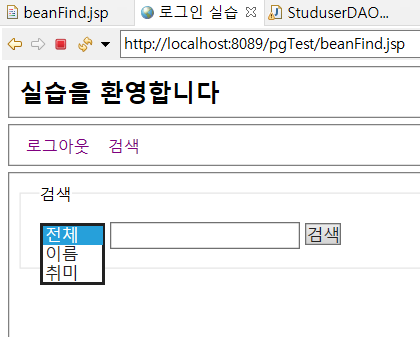 beanFind.jsp 로그인 실습 StuduserDAO...
http://localhost:8089/pgTest/beanFind.jsp
실습을 환영합니다
로그아웃 검색
검색
전체 검색
이름
취미